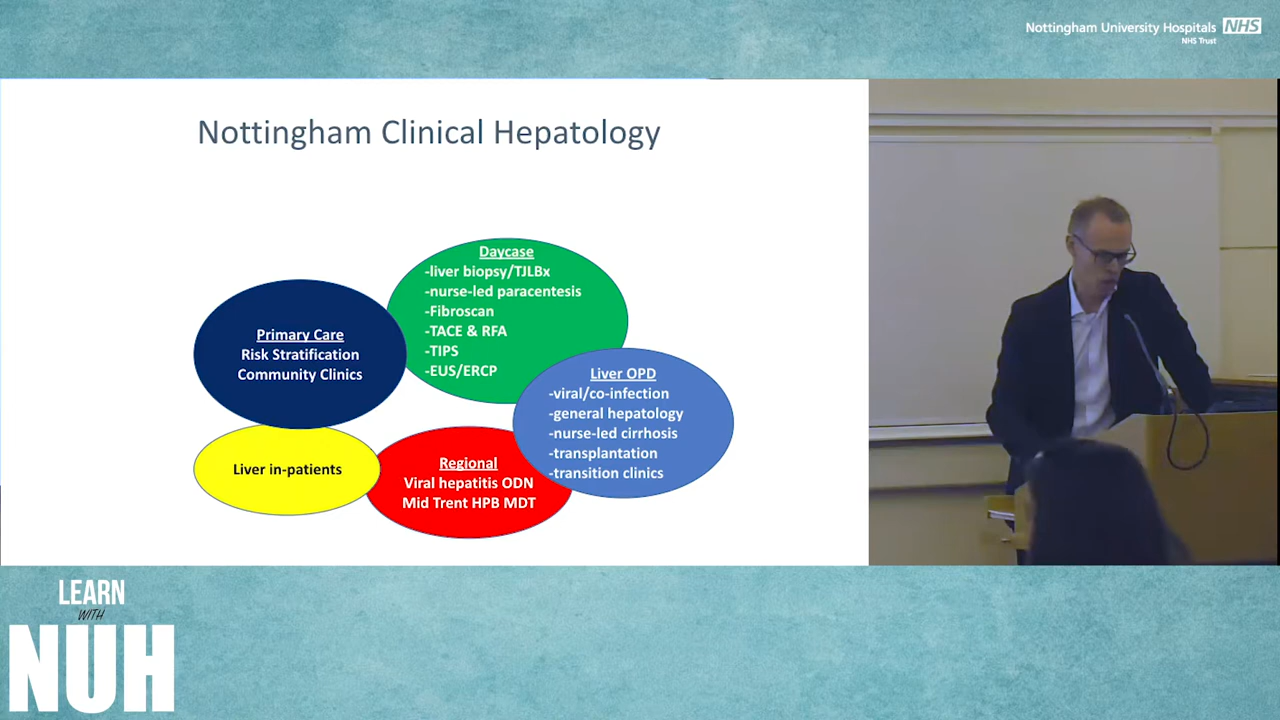 Nottingham University Hospitals NHS
NHS Trust
Nottingham Clinical Hepatology
Daycase
-liver biopsy/TJLBx
-nurse-led paracentesis
-Fibroscan
-TACE & RFA
-TIPS
-EUS/ERCP
Primary Care
Risk Stratification
Community Clinics
Liver OPD
-viral/co-infection
-general hepatology
-nurse-led cirrhosis
-transplantation
-transition clinics
Liver in-patients
Regional
Viral hepatitis ODN
Mid Trent HPB MDT
LEARN
WITH
NUH